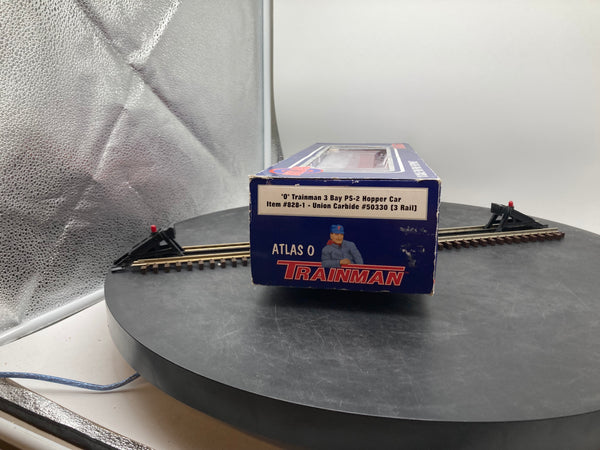 'O' Trainman 3 Bay PS-2 Hopper Car
Item #828-1 - Union Carbide #50330 (3 Rail)
ATLAS O
TRAINMAN